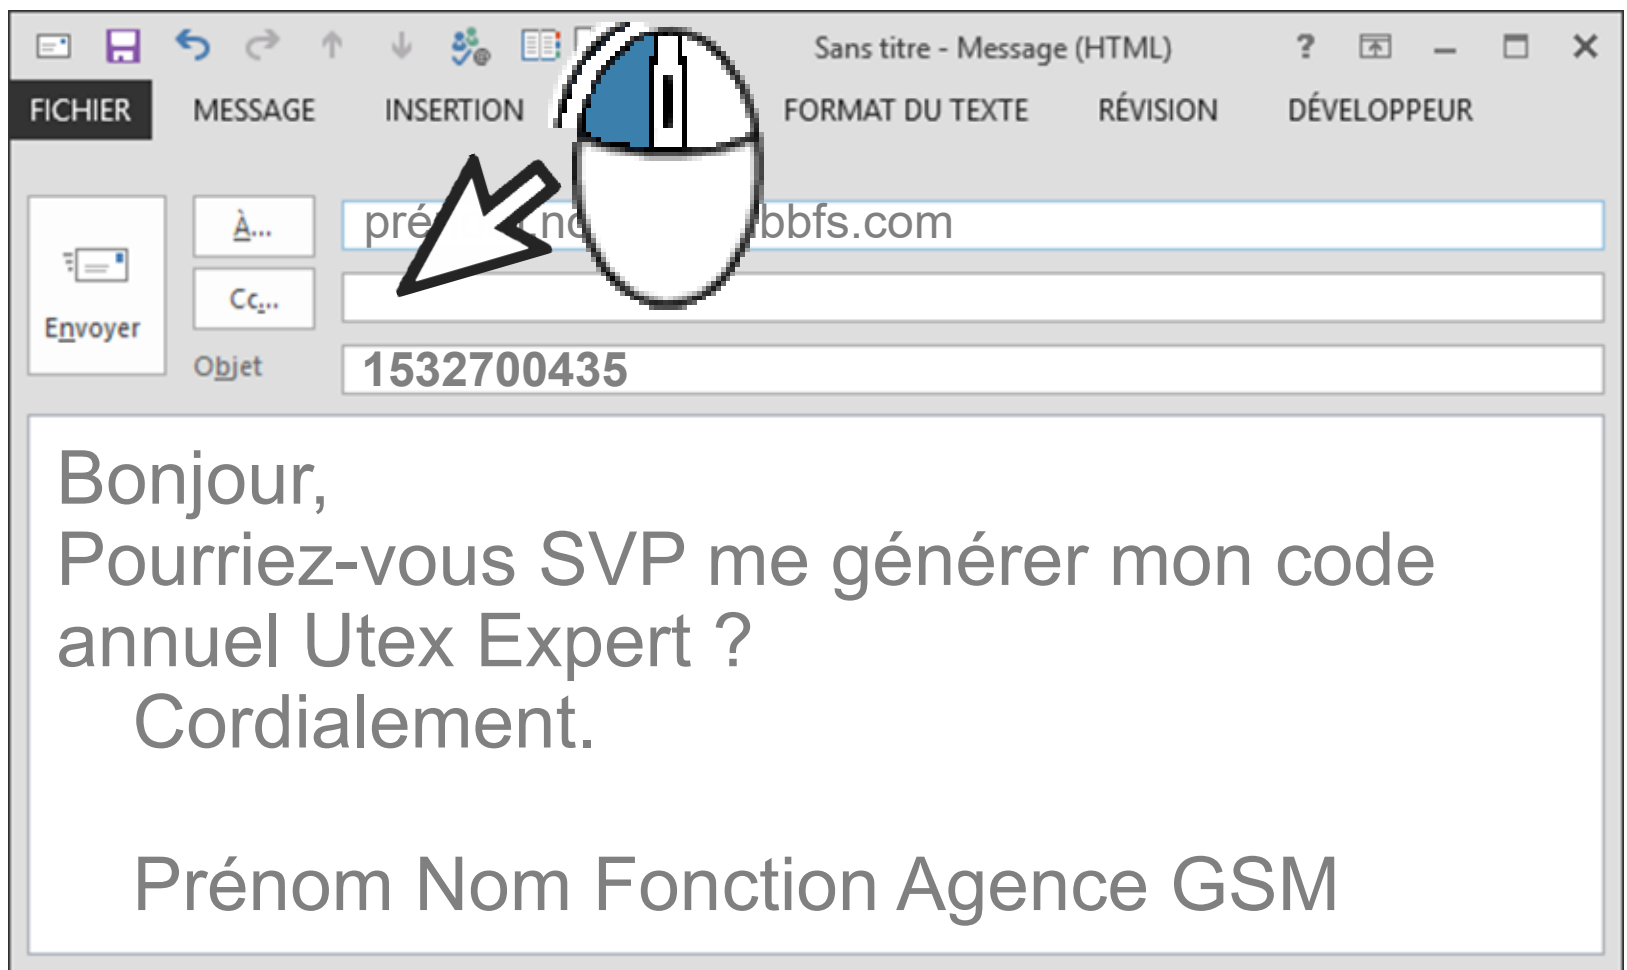 Sans titre - Message (HTML) ?
FICHIER MESSAGE INSERTION FORMAT DU TEXTE RÉVISION DÉVELOPPEUR
À...
bbfs.com
Cc...
Envoyer
Objet 1532700435
Bonjour,
Pourriez-vous SVP me générer mon code
annuel Utex Expert ?
Cordialement.
Prénom Nom Fonction Agence GSM